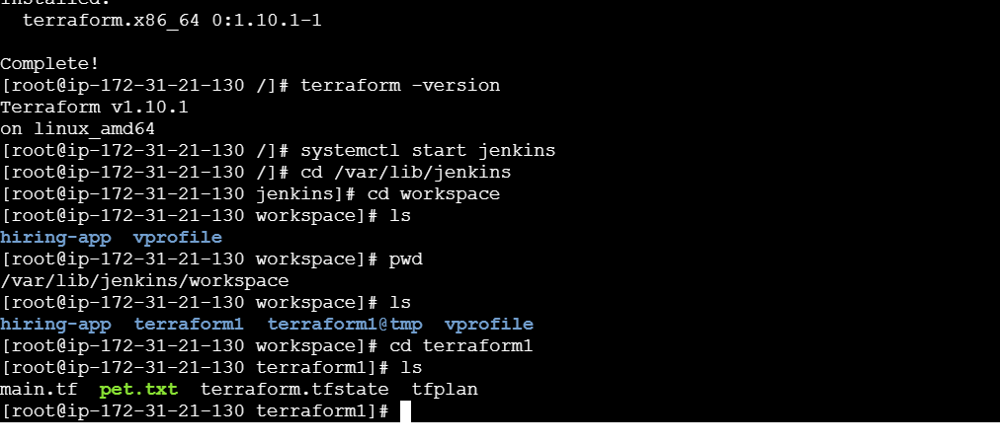 Installed:
  terraform.x86_64 0:1.10.1-1
Complete!
[root@ip-172-31-21-130 /]# terraform -version
Terraform v1.10.1
on linux_amd64
[root@ip-172-31-21-130 /]# systemctl start jenkins
[root@ip-172-31-21-130 /]# cd /var/lib/jenkins
[root@ip-172-31-21-130 jenkins]# cd workspace
[root@ip-172-31-21-130 workspace]# ls
hiring-app  vprofile
[root@ip-172-31-21-130 workspace]# pwd
/var/lib/jenkins/workspace
[root@ip-172-31-21-130 workspace]# ls
hiring-app  terraform1  terraform1@tmp  vprofile
[root@ip-172-31-21-130 workspace]# cd terraform1
[root@ip-172-31-21-130 terraform1]# ls
main.tf  pet.txt  terraform.tfstate  tfplan
[root@ip-172-31-21-130 terraform1]#